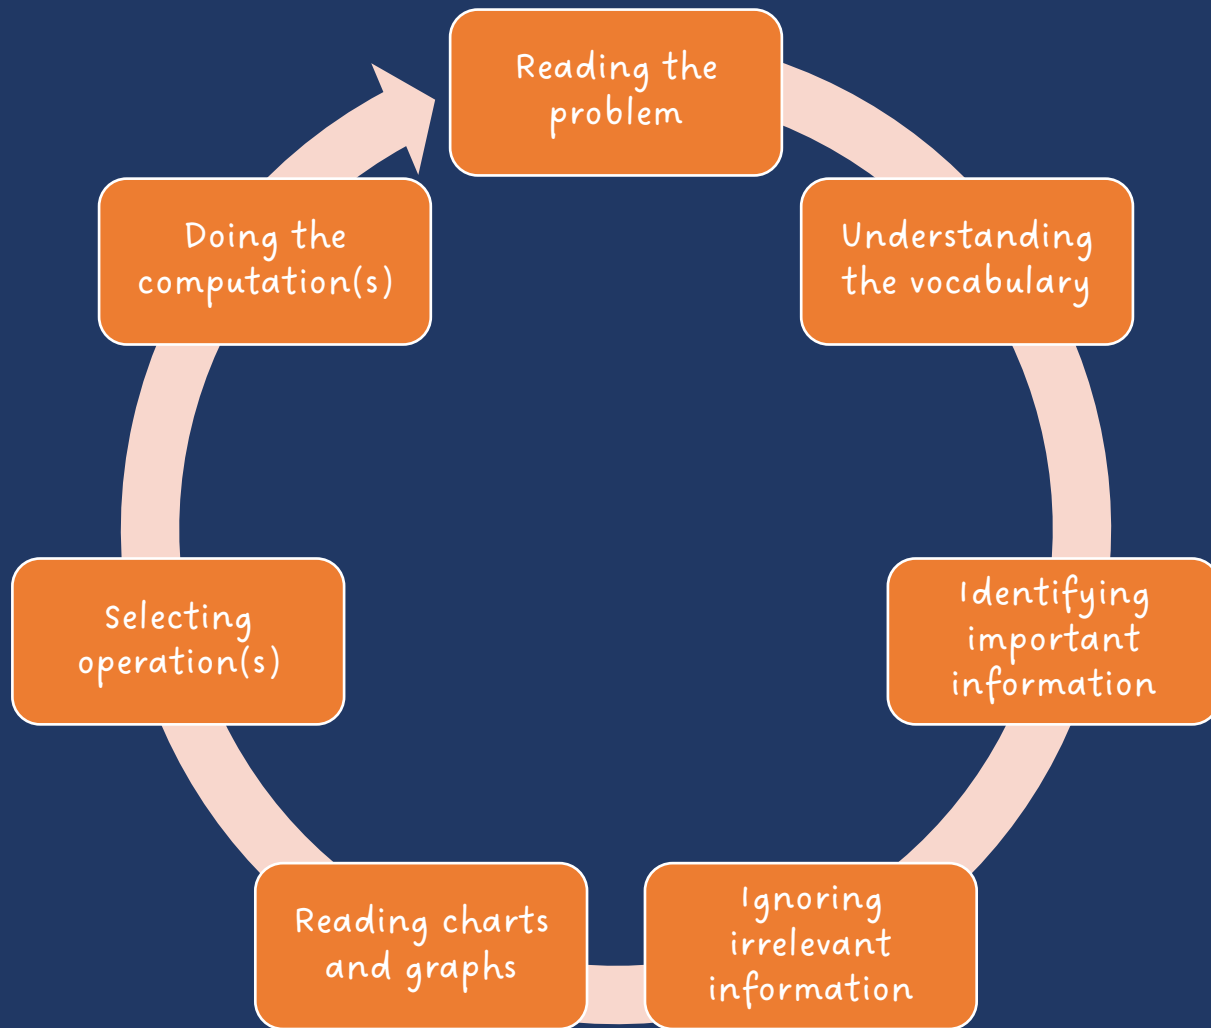 Reading the
problem
Understanding
the vocabulary
Identifying
important
information
Ignoring
irrelevant
information
Reading charts
and graphs
Selecting
operation(s)
Doing the
computation(s)